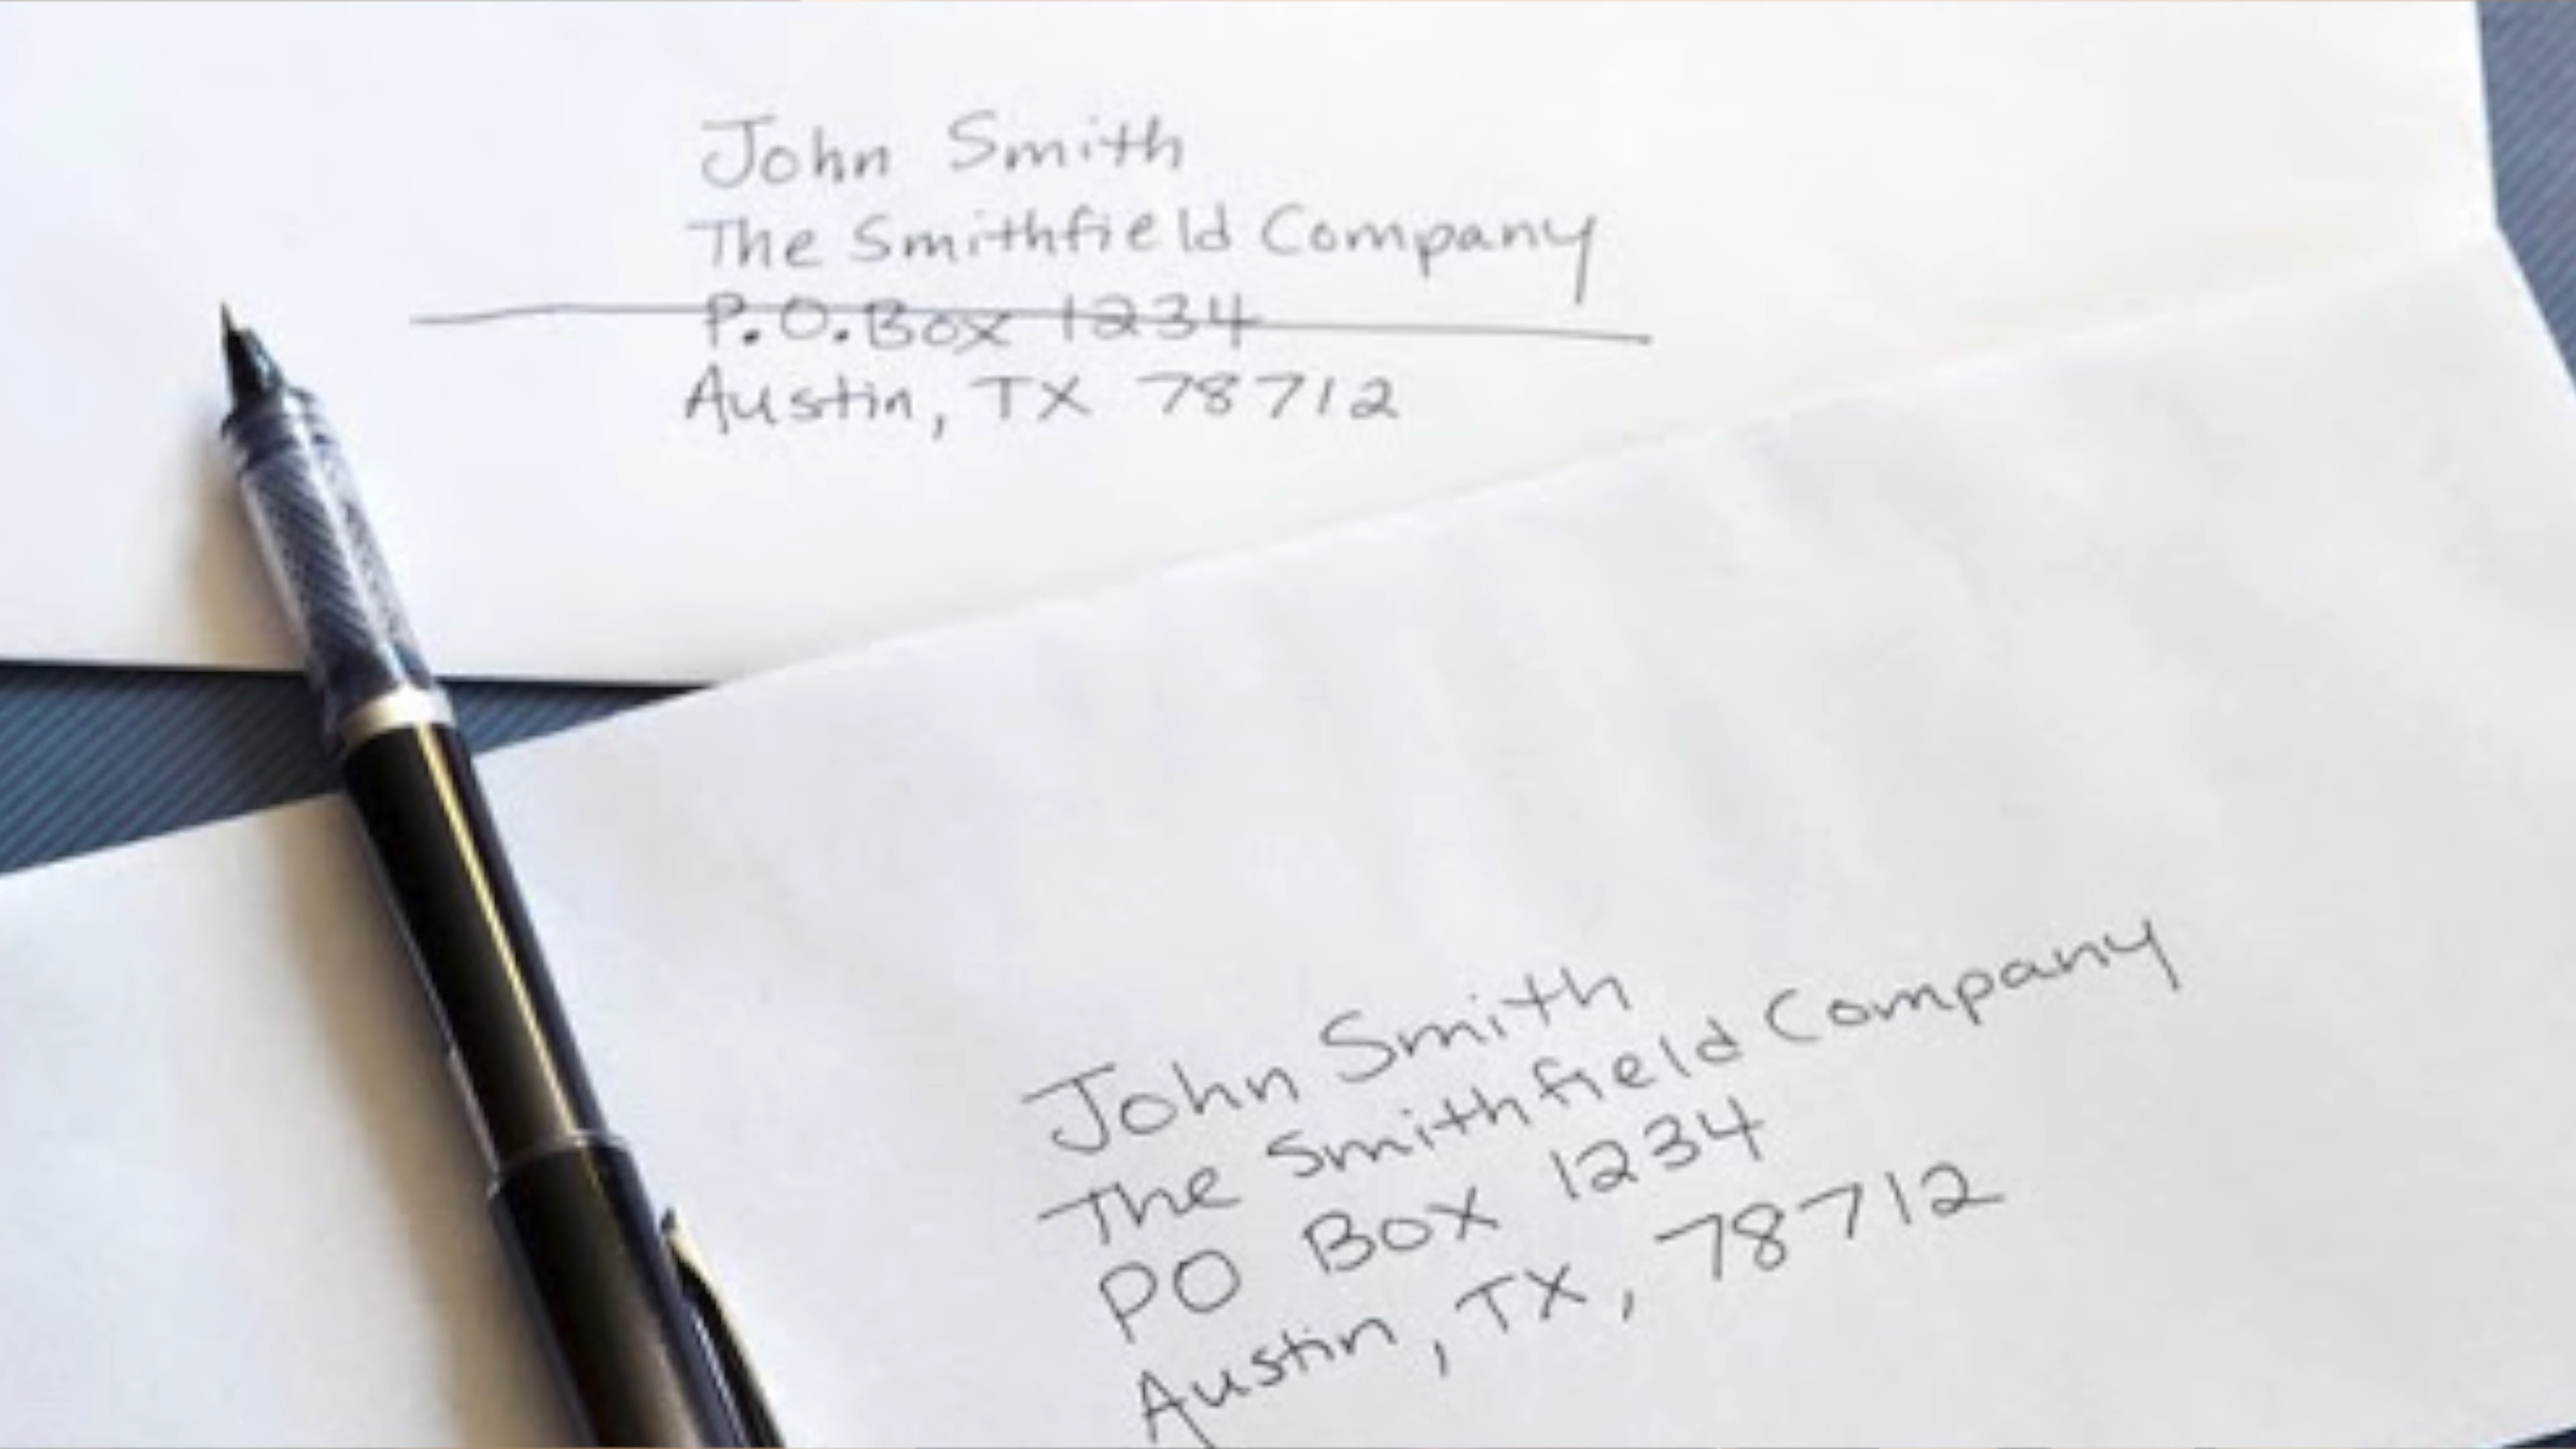 John Smith
The Smithfield Company
P.O. Box 1234
Austin, TX 78712
John Smith
The Smithfield Company
PO Box 1234
Austin, TX, 78712